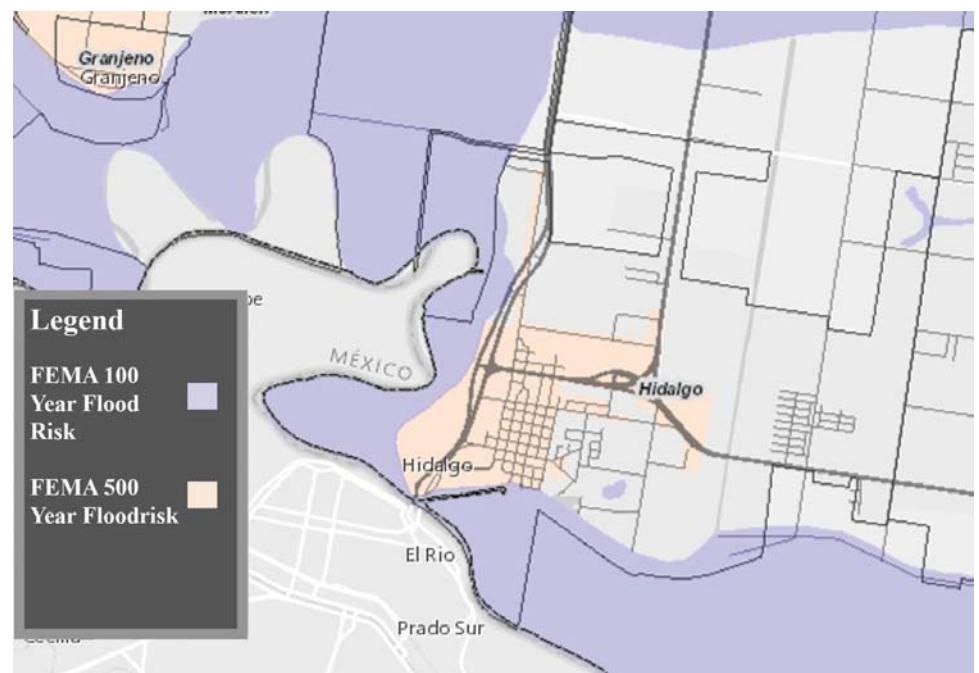 Granjeno
Granjeno
MÉXICO
Hidalgo
Hidalgo
El Rio
Prado Sur
Legend
FEMA 100
Year Flood
Risk
FEMA 500
Year Floodrisk